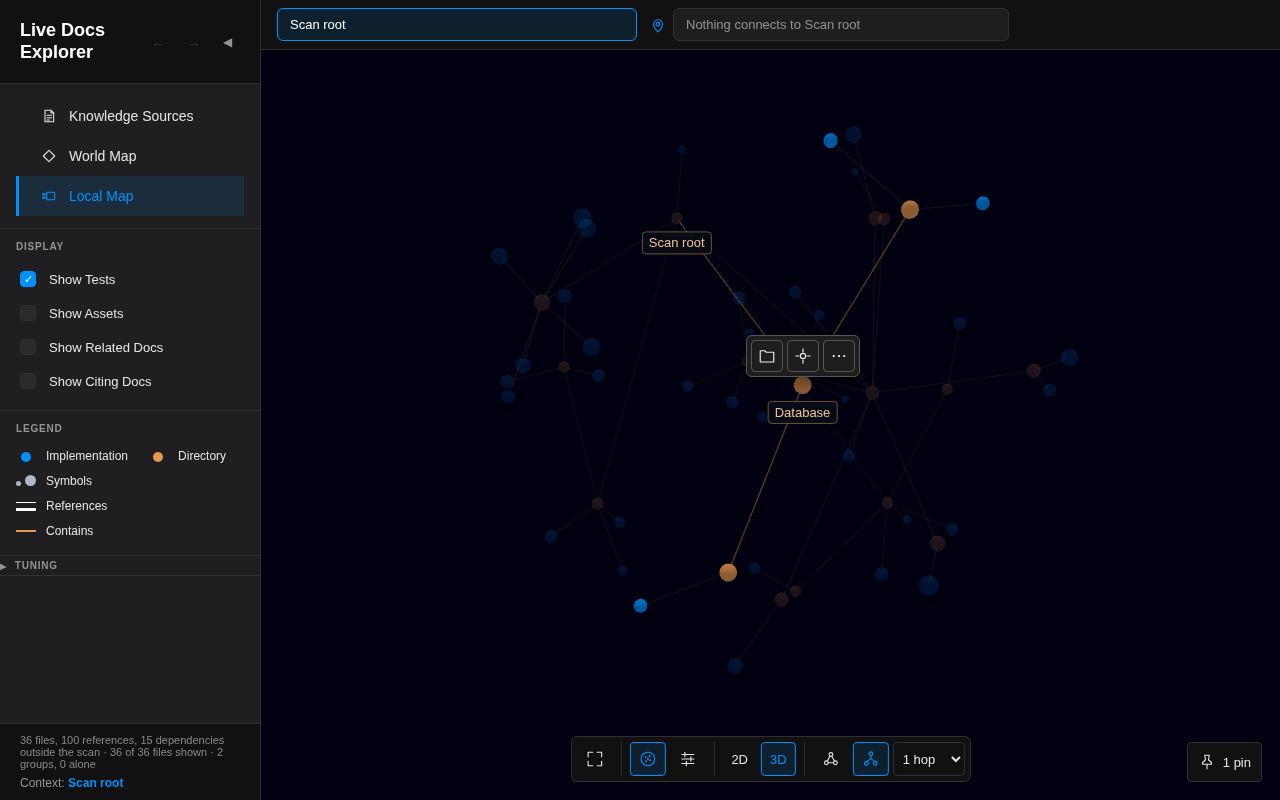 Live Docs
Explorer
Knowledge Sources
World Map
Local Map
DISPLAY
Show Tests
Show Assets
Show Related Docs
Show Citing Docs
LEGEND
Implementation
Directory
Symbols
References
Contains
TUNING
36 files, 100 references, 15 dependencies
outside the scan · 36 of 36 files shown · 2
groups, 0 alone
Context: Scan root
Scan root
Nothing connects to Scan root
Scan root
Database
2D
3D
1 hop
1 pin